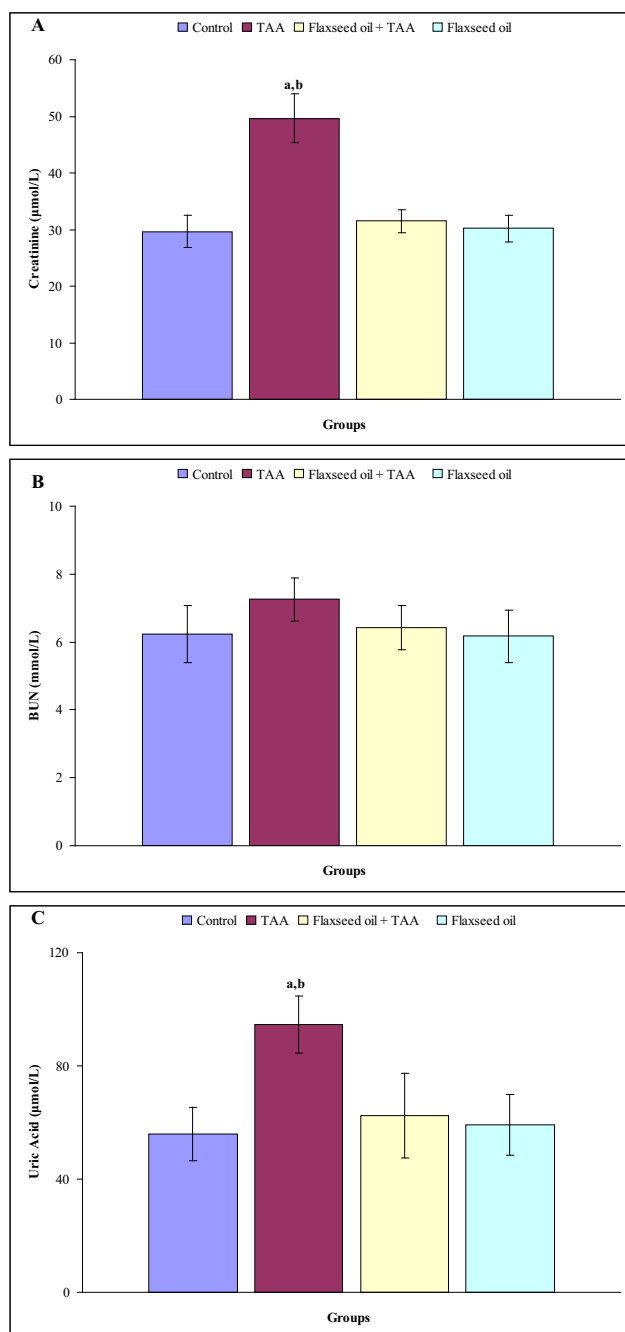 A
Control TAA Flaxseed oil + TAA Flaxseed oil
60
50
40
30
20
10
0
Creatinine (µmol/L)
a,b
Groups
B
Control TAA Flaxseed oil + TAA Flaxseed oil
10
8
6
4
2
0
BUN (mmol/L)
Groups
C
Control TAA Flaxseed oil + TAA Flaxseed oil
120
80
40
0
Uric Acid (µmol/L)
a,b
Groups